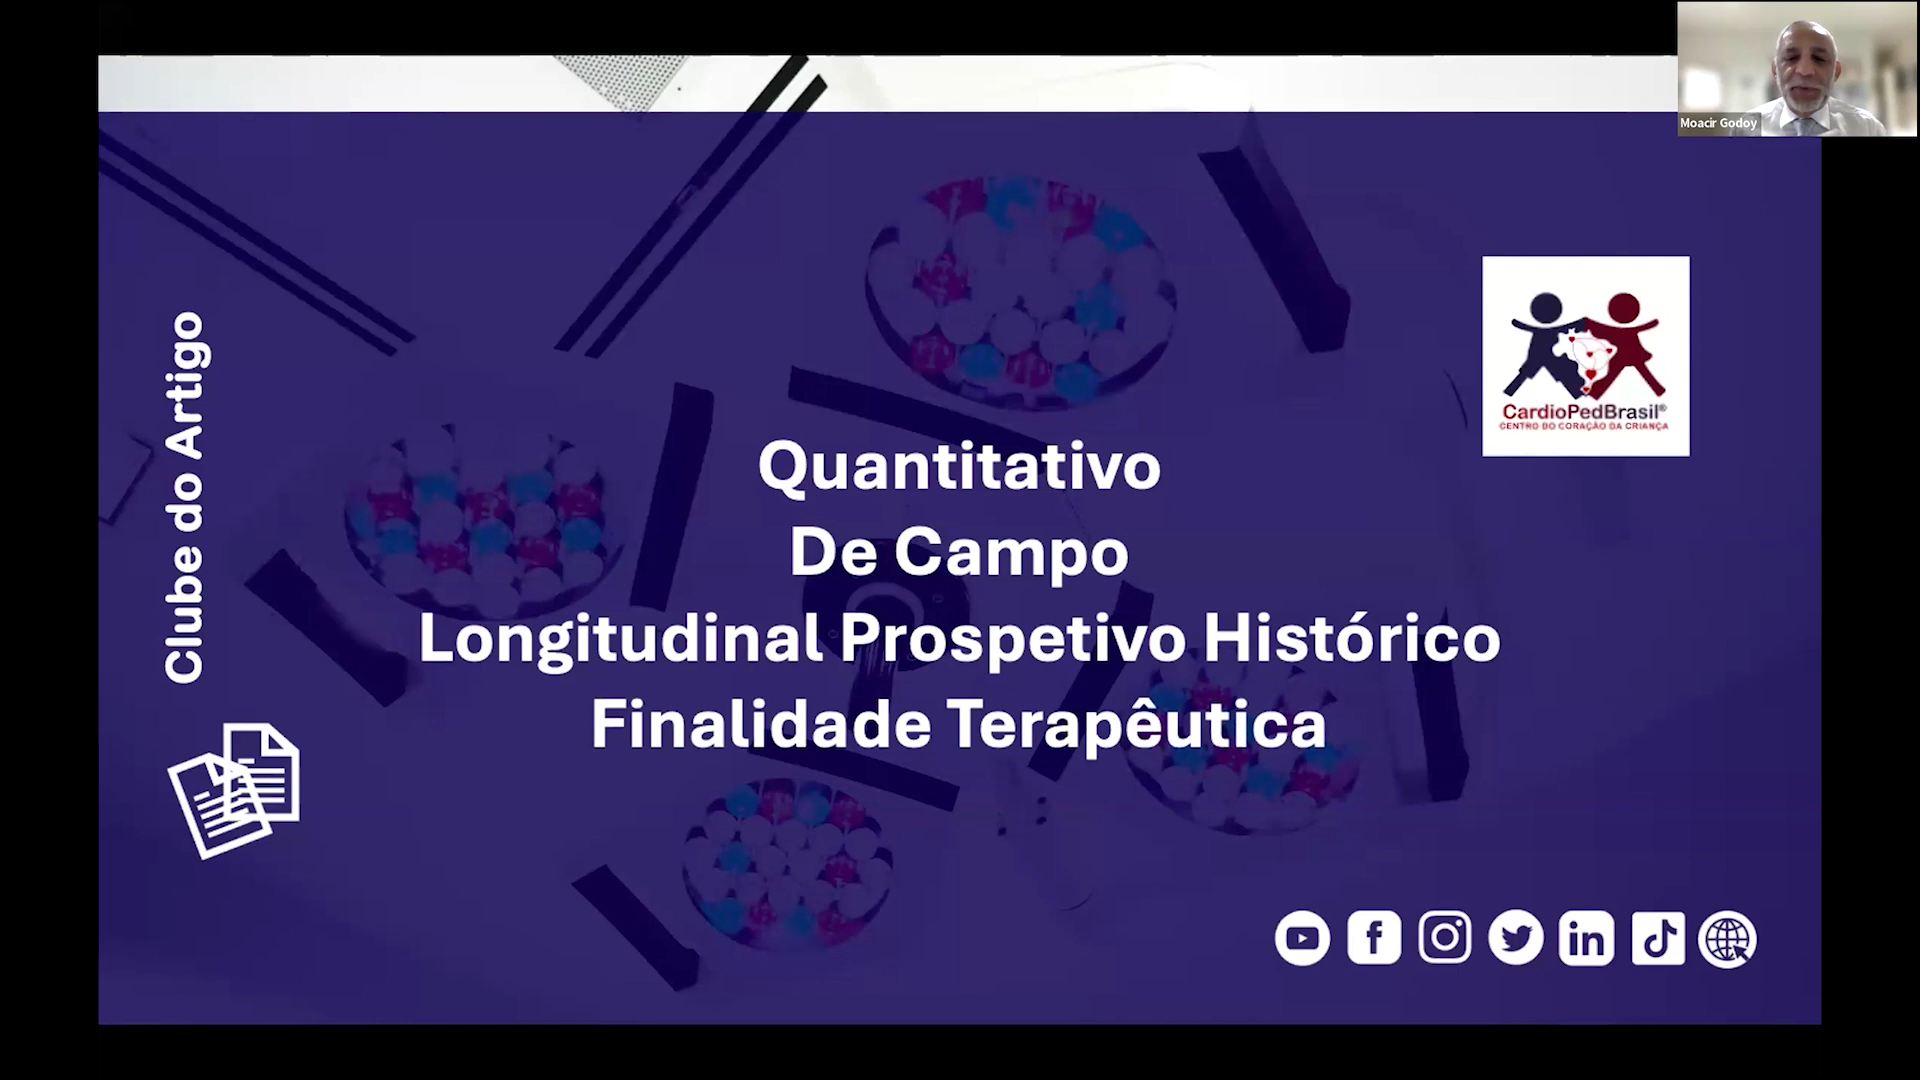 Moacir Godoy
Clube do Artigo
CardioPedBrasil®
CENTRO DO CORAÇÃO DA CRIANÇA
Quantitativo
De Campo
Longitudinal Prospetivo Histórico
Finalidade Terapêutica